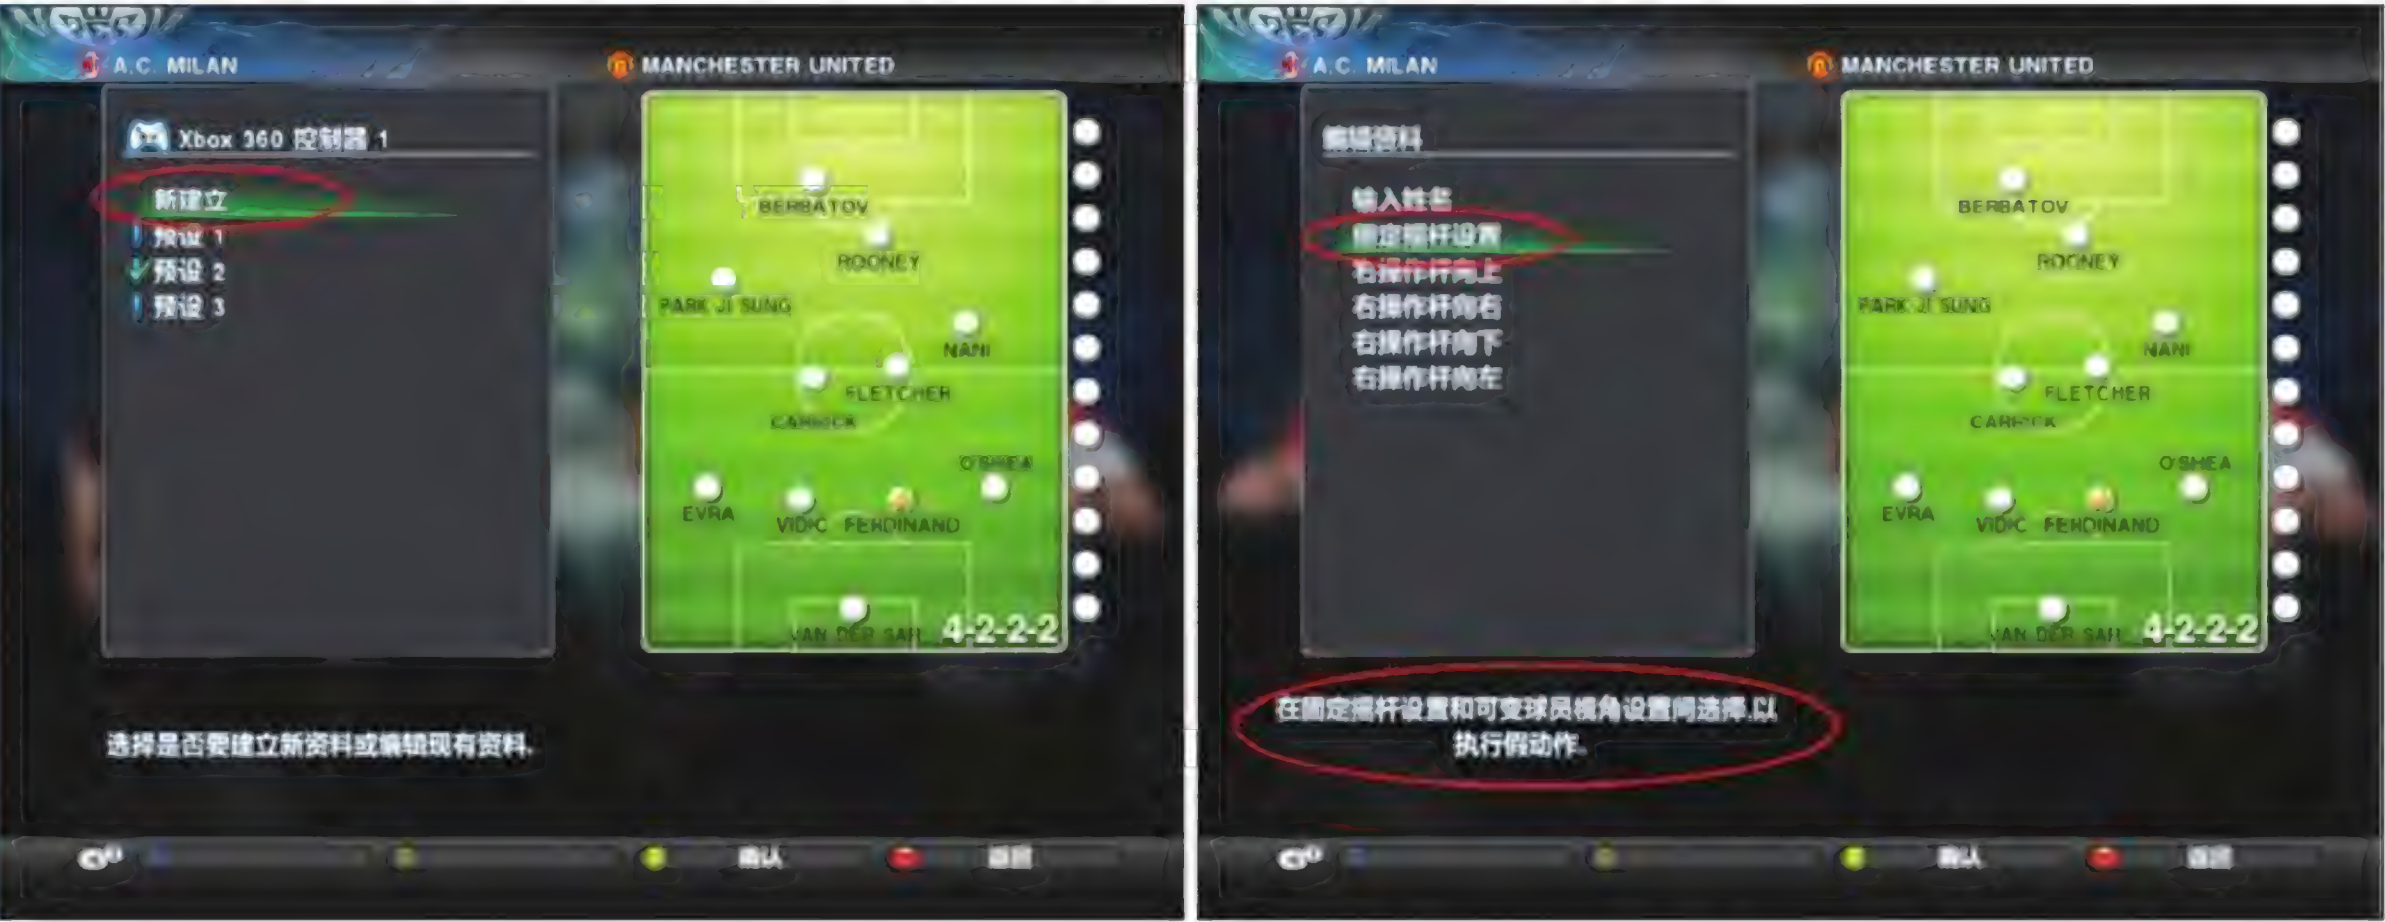 A.C. MILAN
MANCHESTER UNITED
Xbox 360 控制器 1
新建立
预设 1
预设 2
预设 3
BERBATOV
ROONEY
PARK JI SUNG
NANI
FLETCHER
CARRICK
O'SHEA
EVRA
VIDIC
FERDINAND
VAN DER SAR
4-2-2-2
选择是否要建立新资料或编辑现有资料.
确认
返回
A.C. MILAN
MANCHESTER UNITED
编辑资料
输入姓名
固定摇杆设置
右操作杆向上
右操作杆向右
右操作杆向下
右操作杆向左
BERBATOV
ROONEY
PARK JI SUNG
NANI
FLETCHER
CARRICK
O'SHEA
EVRA
VIDIC
FERDINAND
VAN DER SAR
4-2-2-2
在固定摇杆设置和可变球员视角设置间选择,以
执行假动作.
确认
返回